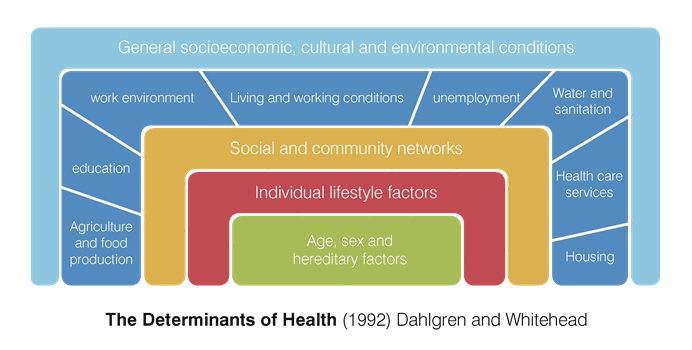 General socioeconomic, cultural and environmental conditions
work environment
Living and working conditions
unemployment
Water and
sanitation
education
Social and community networks
Health care
services
Individual lifestyle factors
Agriculture
and food
production
Age, sex and
hereditary factors
Housing
The Determinants of Health (1992) Dahlgren and Whitehead